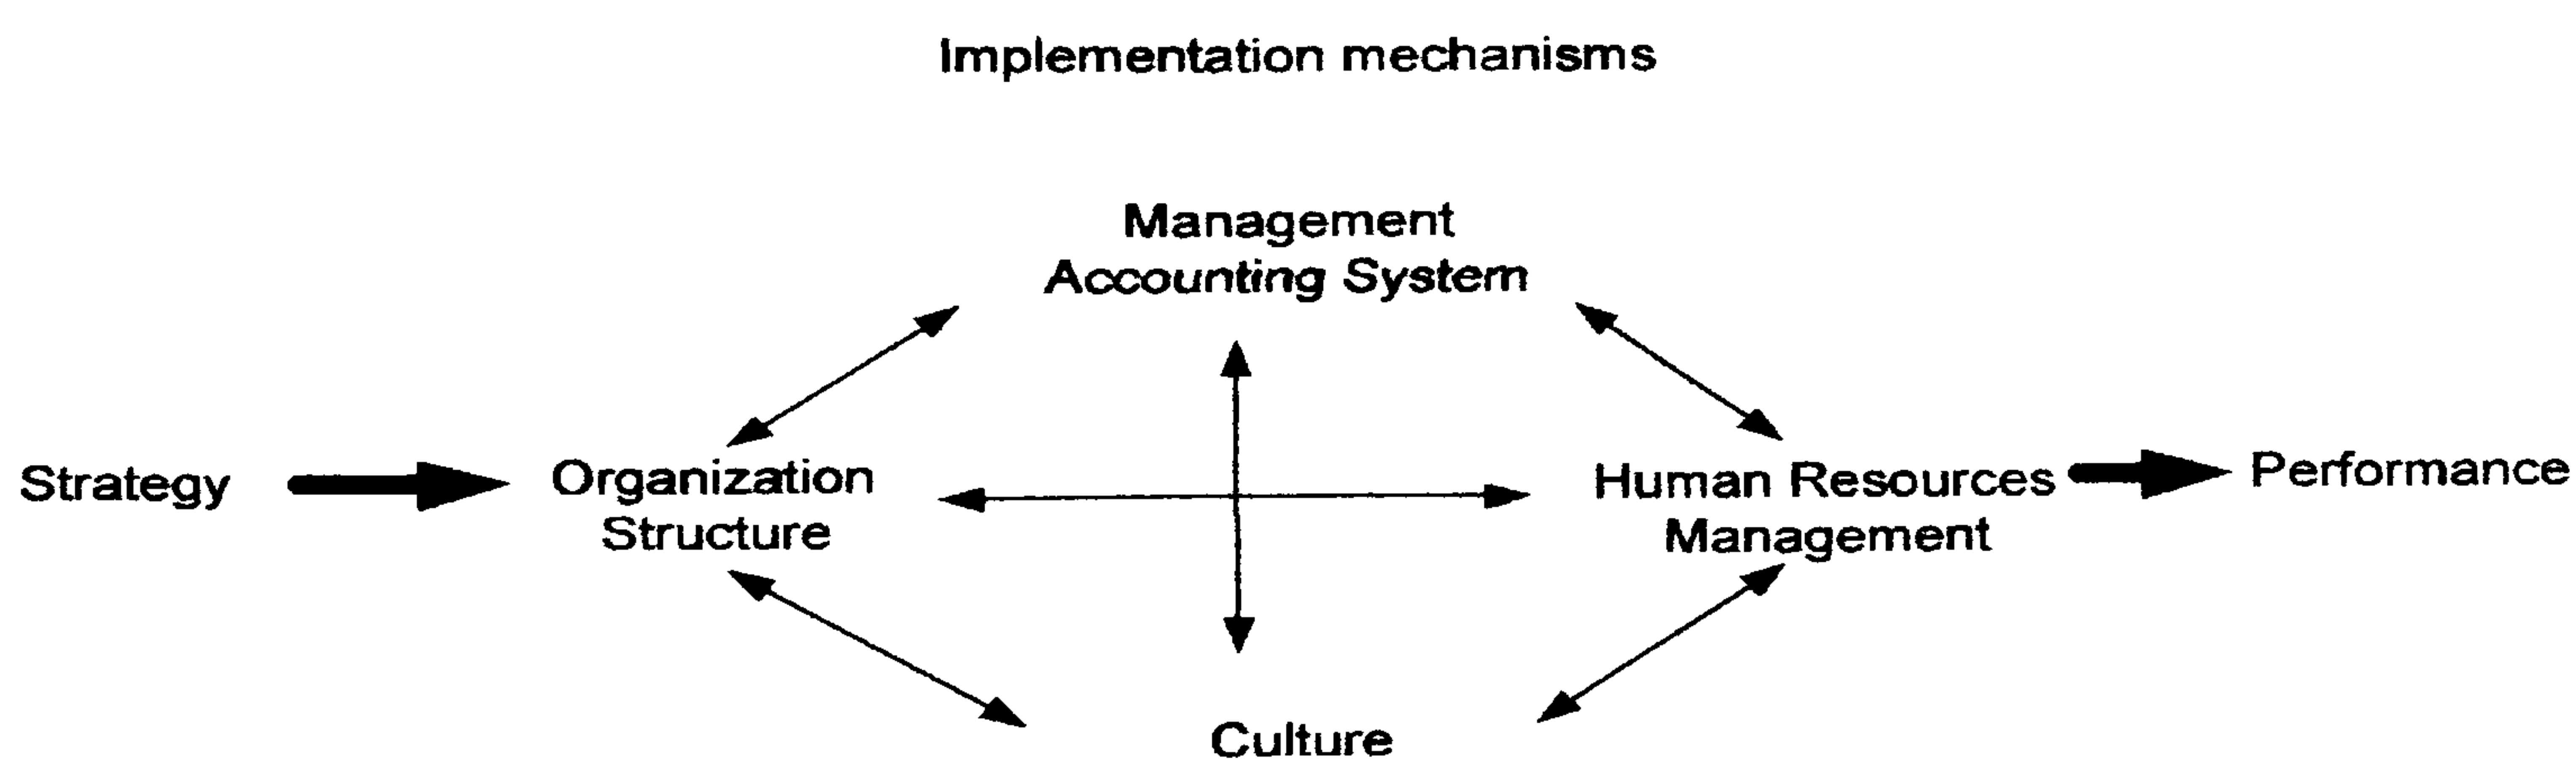 Implementation mechanisms
Management
Accounting System
Strategy
Organization
Structure
Human Resources
Management
Performance
Culture